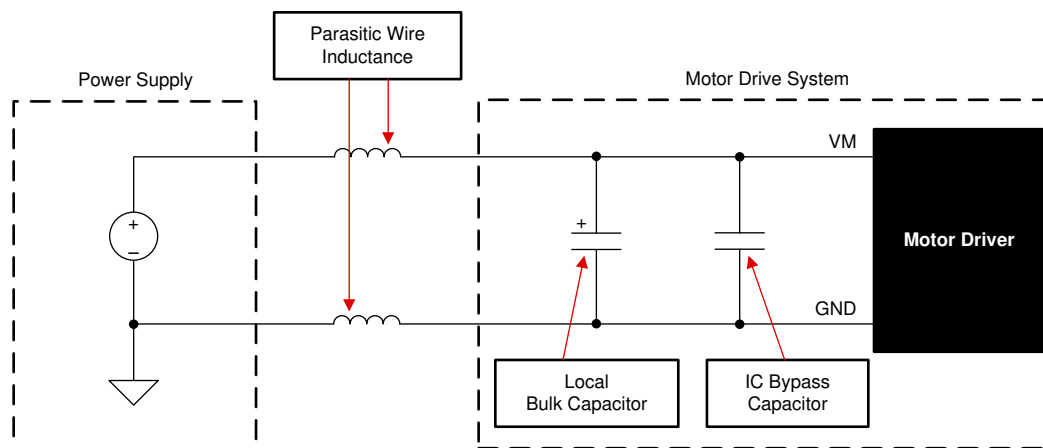 Parasitic Wire
Inductance
Power Supply
Motor Drive System
VM
+
–
+
Motor Driver
GND
Local
Bulk Capacitor
IC Bypass
Capacitor